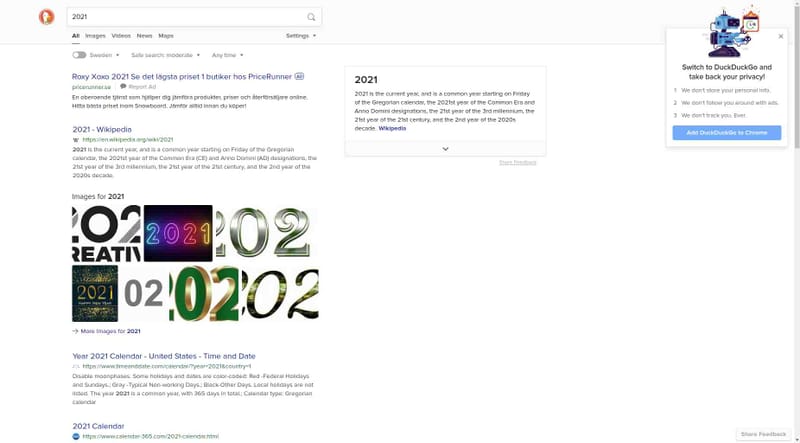 2021
All Images Videos News Maps Settings
Sweden Safe search: moderate Any time
Roxy Xoxo 2021 Se det lägsta priset 1 butiker hos PriceRunner Ad
pricerunner.se Report Ad
En oberoende tjänst som hjälper dig jämföra produkter, priser och återförsäljare online.
Hitta bästa priset inom Snowboard. Jämför alltid innan du köper!
2021 - Wikipedia
https://en.wikipedia.org/wiki/2021
2021 is the current year, and is a common year starting on Friday of the Gregorian
calendar, the 2021st year of the Common Era (CE) and Anno Domini (AD) designations, the
21st year of the 3rd millennium, the 21st year of the 21st century, and the 2nd year of the
2020s decade.
Images for 2021
202
CREATIV
2021
202
2021
02
02
202
More Images for 2021
Year 2021 Calendar - United States - Time and Date
https://www.timeanddate.com/calendar/?year=2021&country=1
Disable moonphases. Some holidays and dates are color-coded: Red -Federal Holidays
and Sundays.; Gray -Typical Non-working Days.; Black-Other Days. Local holidays are not
listed. The year 2021 is a common year, with 365 days in total.; Calendar type: Gregorian
calendar
2021 Calendar
https://www.calendar-365.com/2021-calendar.html
2021
2021 is the current year, and is a common year starting on Friday
of the Gregorian calendar, the 2021st year of the Common Era and
Anno Domini designations, the 21st year of the 3rd millennium, the
21st year of the 21st century, and the 2nd year of the 2020s
decade. Wikipedia
Share Feedback
Switch to DuckDuckGo and
take back your privacy!
1 We don't store your personal info.
2 We don't follow you around with ads.
3 We don't track you. Ever.
Add DuckDuckGo to Chrome
Share Feedback